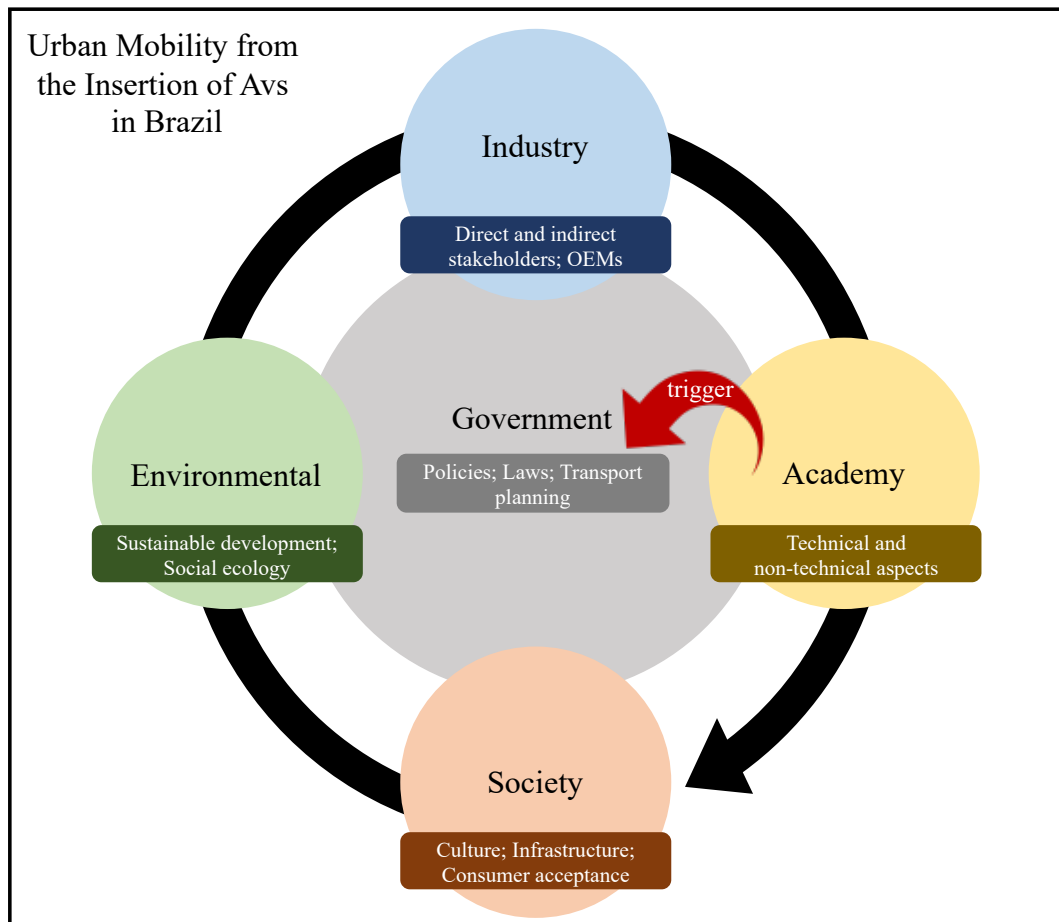 Urban Mobility from
the Insertion of Avs
in Brazil
Industry
Direct and indirect
stakeholders; OEMs
trigger
Government
Policies; Laws; Transport
planning
Environmental
Sustainable development;
Social ecology
Academy
Technical and
non-technical aspects
Society
Culture; Infrastructure;
Consumer acceptance